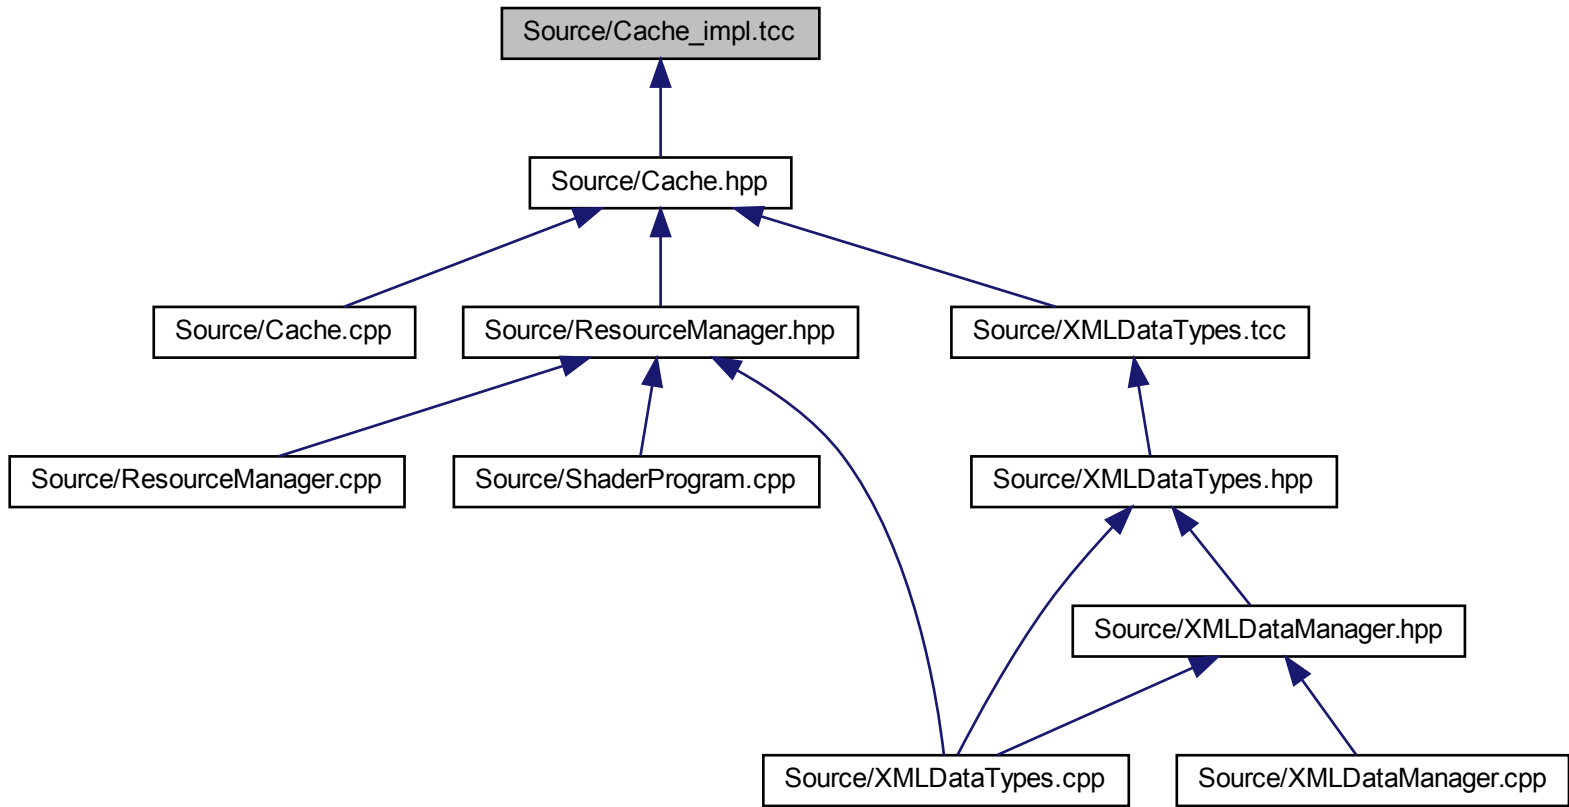 Source/Cache_impl.tcc
Source/Cache.hpp
Source/Cache.cpp
Source/ResourceManager.hpp
Source/XMLDataTypes.tcc
Source/ResourceManager.cpp
Source/ShaderProgram.cpp
Source/XMLDataTypes.hpp
Source/XMLDataManager.hpp
Source/XMLDataTypes.cpp
Source/XMLDataManager.cpp